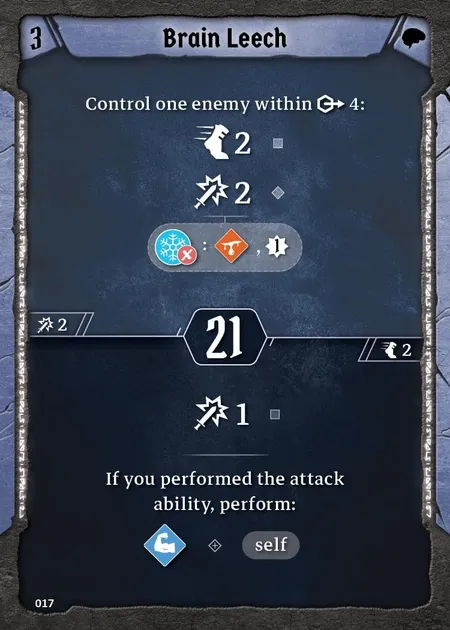 3
Brain Leech
Control one enemy within 4:
2
2
: , 1
2
21
2
1
If you performed the attack
ability, perform:
self
017